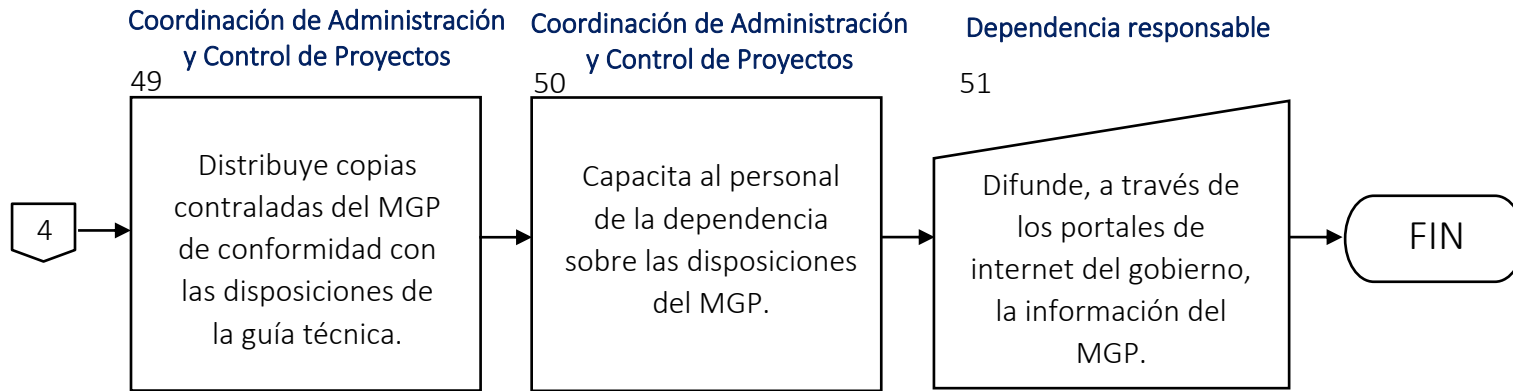 Coordinación de Administración
y Control de Proyectos
49
Distribuye copias
contraladas del MGP
de conformidad con
las disposiciones de
la guía técnica.
Coordinación de Administración
y Control de Proyectos
50
Capacita al personal
de la dependencia
sobre las disposiciones
del MGP.
Dependencia responsable
51
Difunde, a través de
los portales de
internet del gobierno,
la información del
MGP.
4
FIN